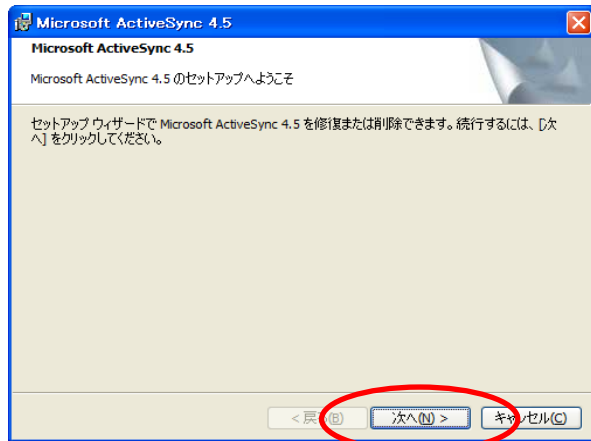 Microsoft ActiveSync 4.5
Microsoft ActiveSync 4.5
Microsoft ActiveSync 4.5 のセットアップへようこそ
セットアップ ウィザードで Microsoft ActiveSync 4.5 を修復または削除できます。続行するには、[次
へ] をクリックしてください。
< 戻る(B) 次へ(N) > キャンセル(C)